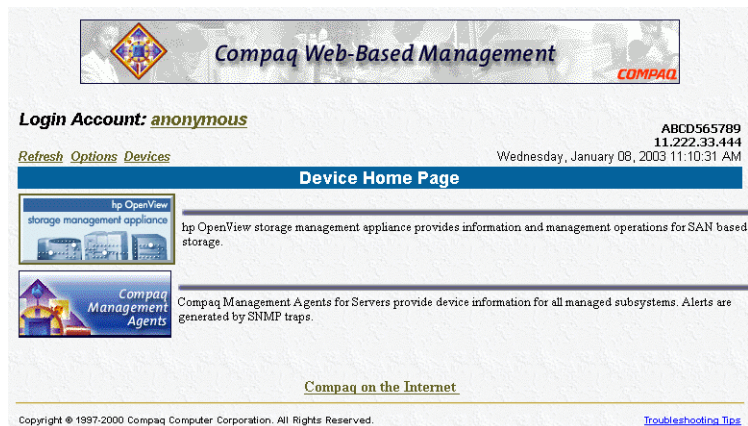 Compaq Web-Based Management
COMPAQ
Login Account: anonymous
ABCD565789
11.222.33.444
Refresh Options Devices
Wednesday, January 08, 2003 11:10:31 AM
Device Home Page
hp OpenView
storage management appliance
hp OpenView storage management appliance provides information and management operations for SAN based
storage.
Compaq
Management
Agents
Compaq Management Agents for Servers provide device information for all managed subsystems. Alerts are
generated by SNMP traps.
Compaq on the Internet
Copyright © 1997-2000 Compaq Computer Corporation. All Rights Reserved.
Troubleshooting Tips